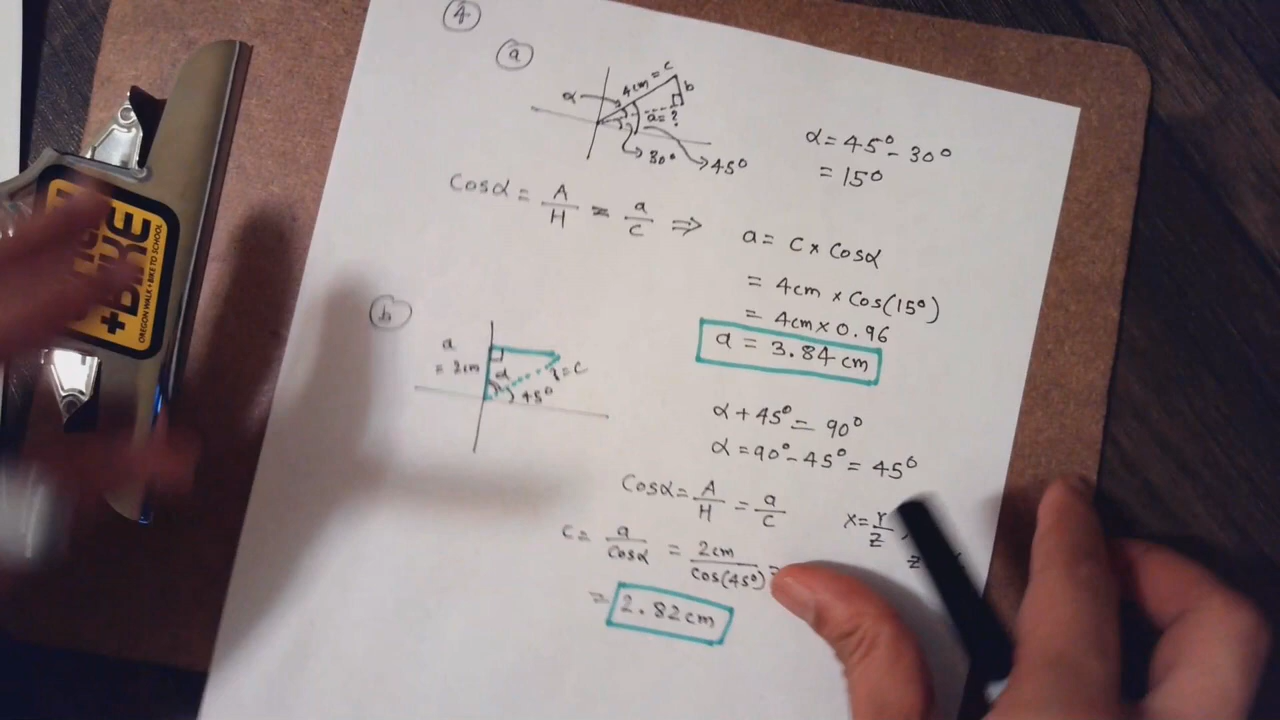 4
a
4cm = c
b
α
a = ?
30°
45°
α = 45° - 30°
= 15°
Cosα = A/H = a/c ⇒
a = c × Cosα
= 4cm × Cos(15°)
= 4cm × 0.96
a = 3.84 cm
b
a
= 2cm
α
? = c
45°
α + 45° = 90°
α = 90° - 45° = 45°
Cosα = A/H = a/c
x = Y/Z
c = a/Cosα = 2cm/cos(45°) =
= 2.82cm
+BIKE
OREGON WALK + BIKE TO SCHOOL